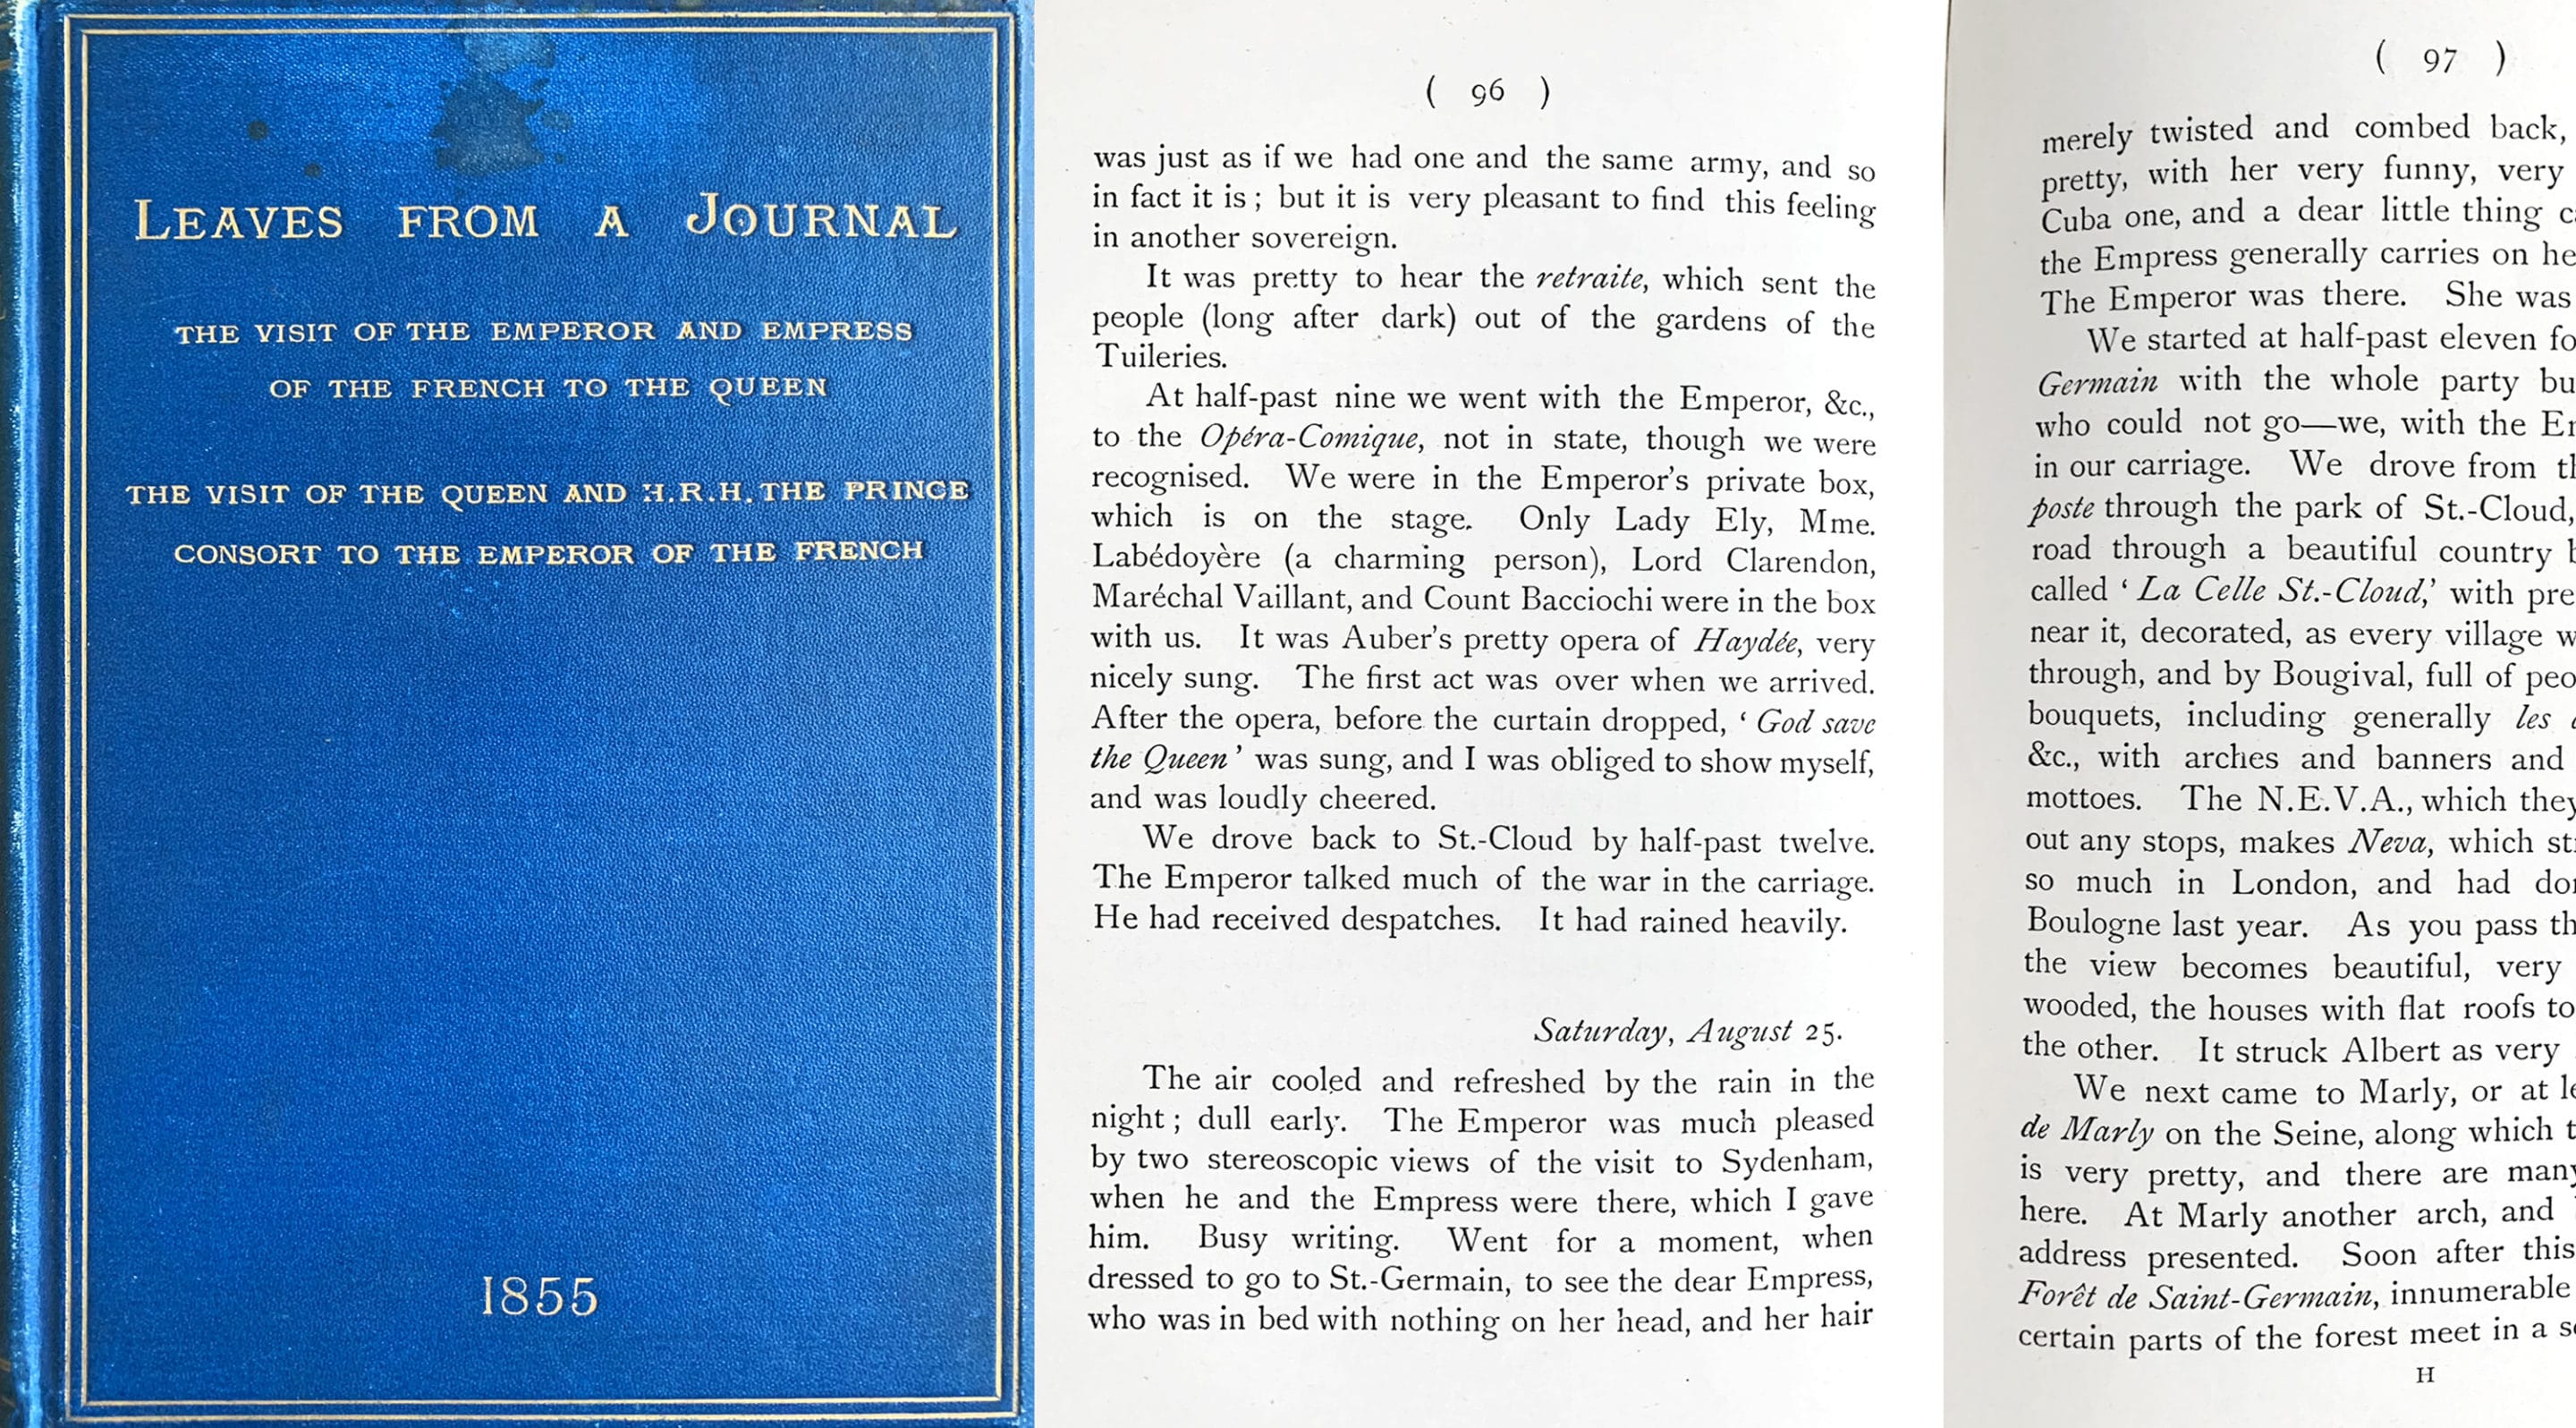 LEAVES FROM A JOURNAL
THE VISIT OF THE EMPEROR AND EMPRESS
OF THE FRENCH TO THE QUEEN
THE VISIT OF THE QUEEN AND H.R.H. THE PRINCE
CONSORT TO THE EMPEROR OF THE FRENCH
1855
( 96 )
was just as if we had one and the same army, and so
in fact it is; but it is very pleasant to find this feeling
in another sovereign.
It was pretty to hear the retraite, which sent the
people (long after dark) out of the gardens of the
Tuileries.
At half-past nine we went with the Emperor, &c.,
to the Opéra-Comique, not in state, though we were
recognised. We were in the Emperor's private box,
which is on the stage. Only Lady Ely, Mme.
Labédoyère (a charming person), Lord Clarendon,
Maréchal Vaillant, and Count Bacciochi were in the box
with us. It was Auber's pretty opera of Haydée, very
nicely sung. The first act was over when we arrived.
After the opera, before the curtain dropped, ' God save
the Queen ' was sung, and I was obliged to show myself,
and was loudly cheered.
We drove back to St.-Cloud by half-past twelve.
The Emperor talked much of the war in the carriage.
He had received despatches. It had rained heavily.
Saturday, August 25.
The air cooled and refreshed by the rain in the
night; dull early. The Emperor was much pleased
by two stereoscopic views of the visit to Sydenham,
when he and the Empress were there, which I gave
him. Busy writing. Went for a moment, when
dressed to go to St.-Germain, to see the dear Empress,
who was in bed with nothing on her head, and her hair
( 97 )
merely twisted and combed back,
pretty, with her very funny, very
Cuba one, and a dear little thing
the Empress generally carries on
The Emperor was there. She was
We started at half-past eleven
Germain with the whole party
who could not go—we, with the
in our carriage. We drove from
poste through the park of St.-Cloud,
road through a beautiful country
called ' La Celle St.-Cloud,' with
near it, decorated, as every village
through, and by Bougival, full of
bouquets, including generally les
&c., with arches and banners and
mottoes. The N.E.V.A., which they
out any stops, makes Neva, which
so much in London, and had
Boulogne last year. As you pass
the view becomes beautiful, very
wooded, the houses with flat roofs to
the other. It struck Albert as very
We next came to Marly, or at
de Marly on the Seine, along which
is very pretty, and there are many
here. At Marly another arch, and
address presented. Soon after this
Forêt de Saint-Germain, innumerable
certain parts of the forest meet in a
H